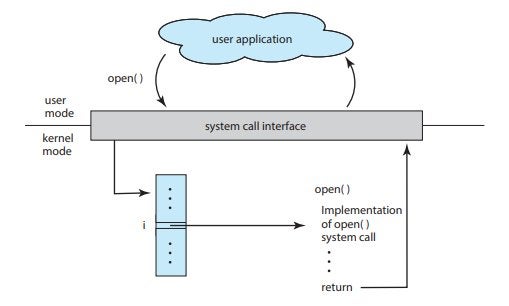 user application
open( )
user
mode
system call interface
kernel
mode
i
open( )
Implementation
of open( )
system call
return